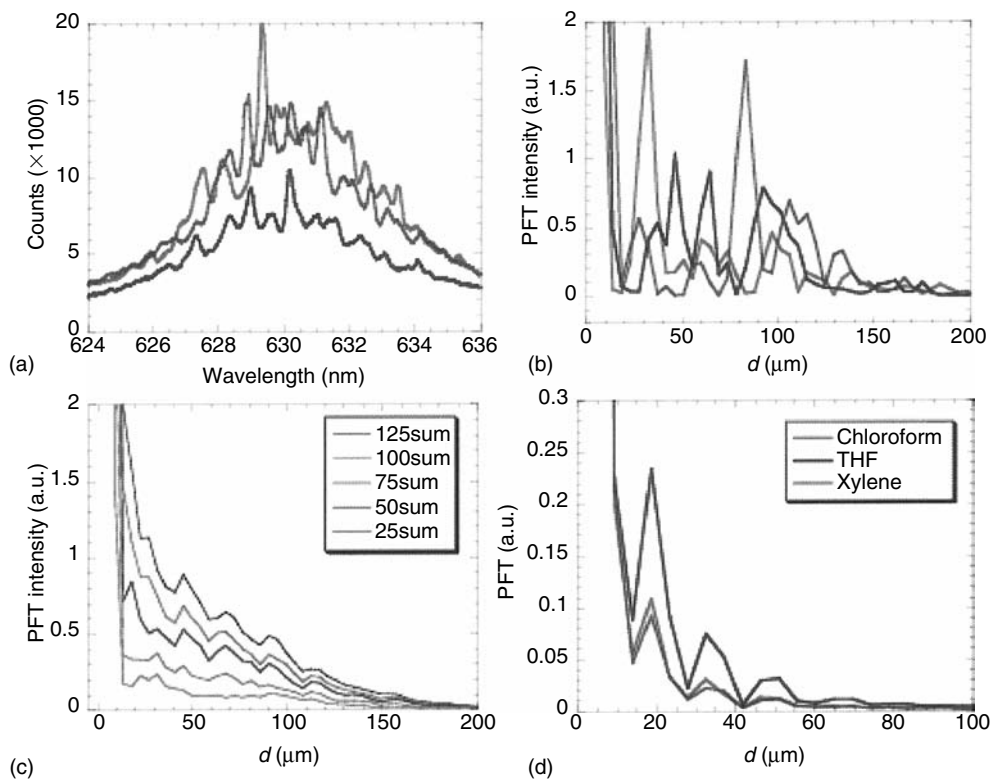 20
15
10
5
0
Counts (×1000)
624 626 628 630 632 634 636
Wavelength (nm)
(a)
2
1.5
1
0.5
0
PFT intensity (a.u.)
0 50 100 150 200
d (μm)
(b)
2
1.5
1
0.5
0
PFT intensity (a.u.)
125sum
100sum
75sum
50sum
25sum
0 50 100 150 200
d (μm)
(c)
0.3
0.25
0.2
0.15
0.1
0.05
0
PFT (a.u.)
Chloroform
THF
Xylene
0 20 40 60 80 100
d (μm)
(d)